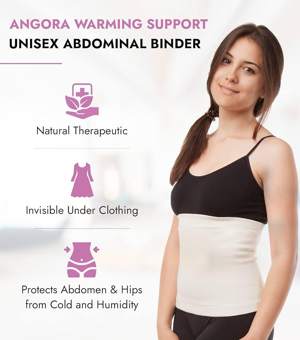 ANGORA WARMING SUPPORT
UNISEX ABDOMINAL BINDER
Natural Therapeutic
Invisible Under Clothing
Protects Abdomen & Hips
from Cold and Humidity